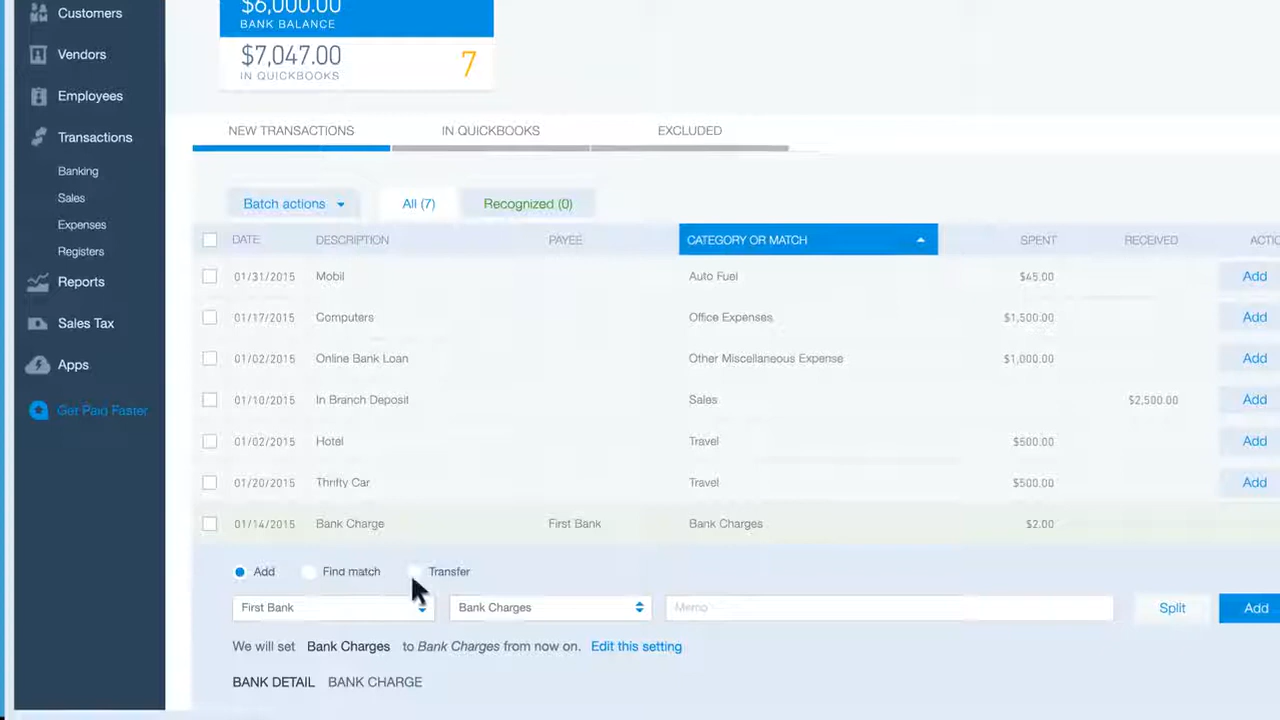 Customers
Vendors
Employees
Transactions
Banking
Sales
Expenses
Registers
Reports
Sales Tax
Apps
Get Paid Faster
$6,000.00
BANK BALANCE
$7,047.00 7
IN QUICKBOOKS
NEW TRANSACTIONS IN QUICKBOOKS EXCLUDED
Batch actions All (7) Recognized (0)
DATE DESCRIPTION PAYEE CATEGORY OR MATCH SPENT RECEIVED ACTIO
01/31/2015 Mobil Auto Fuel $45.00 Add
01/17/2015 Computers Office Expenses $1,500.00 Add
01/02/2015 Online Bank Loan Other Miscellaneous Expense $1,000.00 Add
01/10/2015 In Branch Deposit Sales $2,500.00 Add
01/02/2015 Hotel Travel $500.00 Add
01/20/2015 Thrifty Car Travel $500.00 Add
01/14/2015 Bank Charge First Bank Bank Charges $2.00
Add Find match Transfer
First Bank Bank Charges Memo Split Add
We will set Bank Charges to Bank Charges from now on. Edit this setting
BANK DETAIL BANK CHARGE